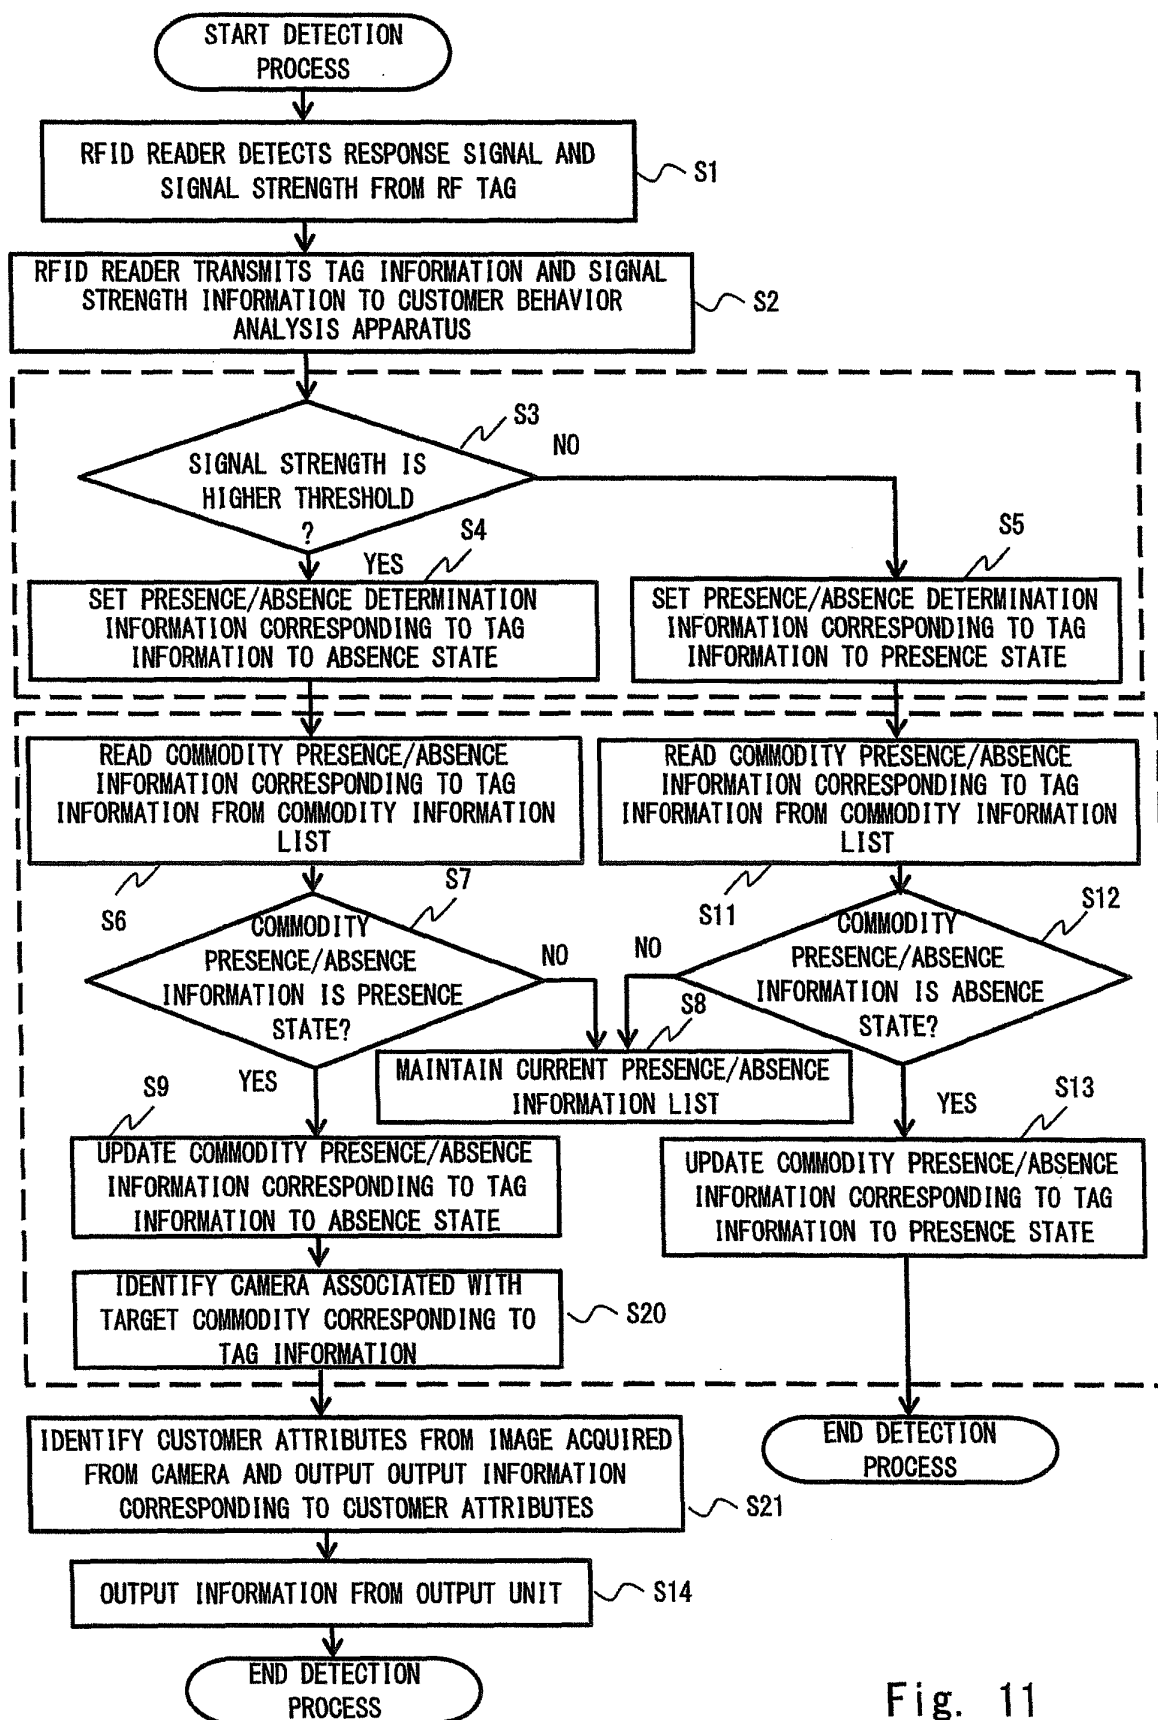 START DETECTION
PROCESS
RFID READER DETECTS RESPONSE SIGNAL AND
SIGNAL STRENGTH FROM RF TAG
S1
RFID READER TRANSMITS TAG INFORMATION AND SIGNAL
STRENGTH INFORMATION TO CUSTOMER BEHAVIOR
ANALYSIS APPARATUS
S2
S3
SIGNAL STRENGTH IS
HIGHER THRESHOLD
?
NO
YES
S4
SET PRESENCE/ABSENCE DETERMINATION
INFORMATION CORRESPONDING TO TAG
INFORMATION TO ABSENCE STATE
S5
SET PRESENCE/ABSENCE DETERMINATION
INFORMATION CORRESPONDING TO TAG
INFORMATION TO PRESENCE STATE
READ COMMODITY PRESENCE/ABSENCE
INFORMATION CORRESPONDING TO TAG
INFORMATION FROM COMMODITY INFORMATION
LIST
S6
READ COMMODITY PRESENCE/ABSENCE
INFORMATION CORRESPONDING TO TAG
INFORMATION FROM COMMODITY INFORMATION
LIST
S11
S7
COMMODITY
PRESENCE/ABSENCE
INFORMATION IS PRESENCE
STATE?
NO
YES
S12
COMMODITY
PRESENCE/ABSENCE
INFORMATION IS ABSENCE
STATE?
NO
YES
S8
MAINTAIN CURRENT PRESENCE/ABSENCE
INFORMATION LIST
S9
UPDATE COMMODITY PRESENCE/ABSENCE
INFORMATION CORRESPONDING TO TAG
INFORMATION TO ABSENCE STATE
S13
UPDATE COMMODITY PRESENCE/ABSENCE
INFORMATION CORRESPONDING TO TAG
INFORMATION TO PRESENCE STATE
IDENTIFY CAMERA ASSOCIATED WITH
TARGET COMMODITY CORRESPONDING TO
TAG INFORMATION
S20
IDENTIFY CUSTOMER ATTRIBUTES FROM IMAGE ACQUIRED
FROM CAMERA AND OUTPUT OUTPUT INFORMATION
CORRESPONDING TO CUSTOMER ATTRIBUTES
S21
END DETECTION
PROCESS
OUTPUT INFORMATION FROM OUTPUT UNIT
S14
END DETECTION
PROCESS
Fig. 11